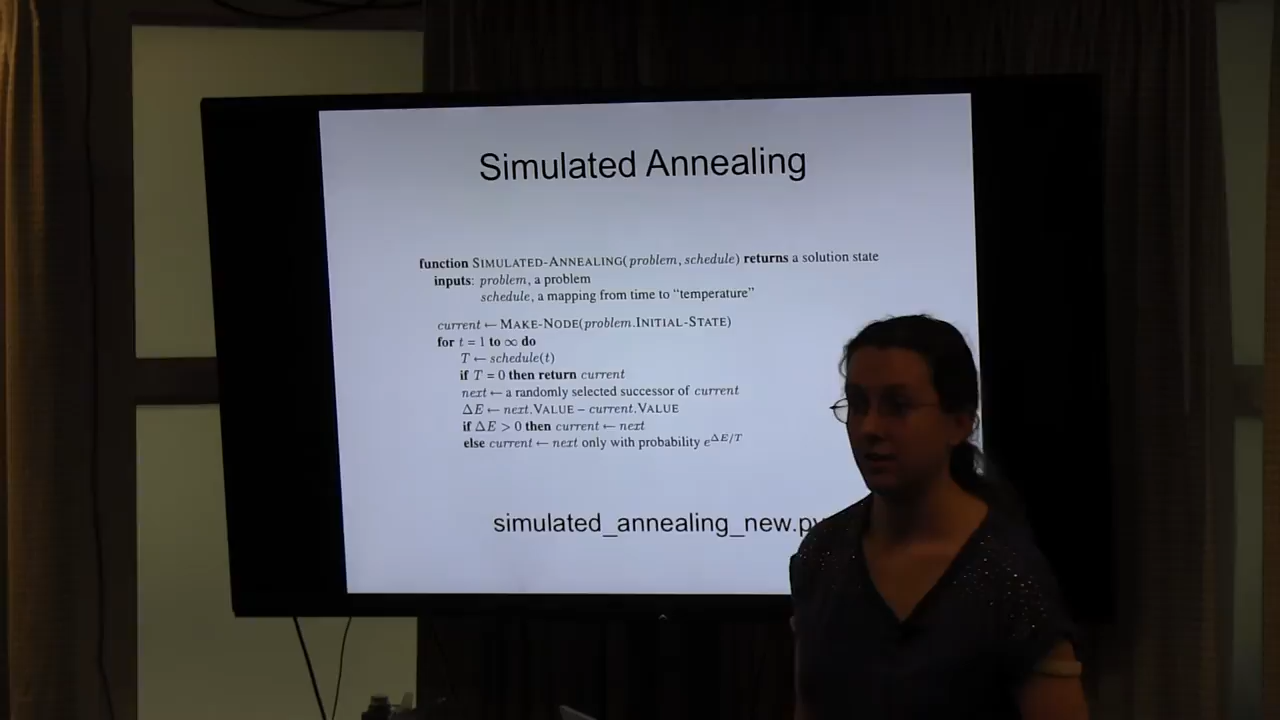 Simulated Annealing
function SIMULATED-ANNEALING(problem, schedule) returns a solution state
inputs: problem, a problem
schedule, a mapping from time to “temperature”
current ← MAKE-NODE(problem.INITIAL-STATE)
for t = 1 to ∞ do
T ← schedule(t)
if T = 0 then return current
next ← a randomly selected successor of current
ΔE ← next.VALUE – current.VALUE
if ΔE > 0 then current ← next
else current ← next only with probability e^ΔE/T
simulated_annealing_new.py